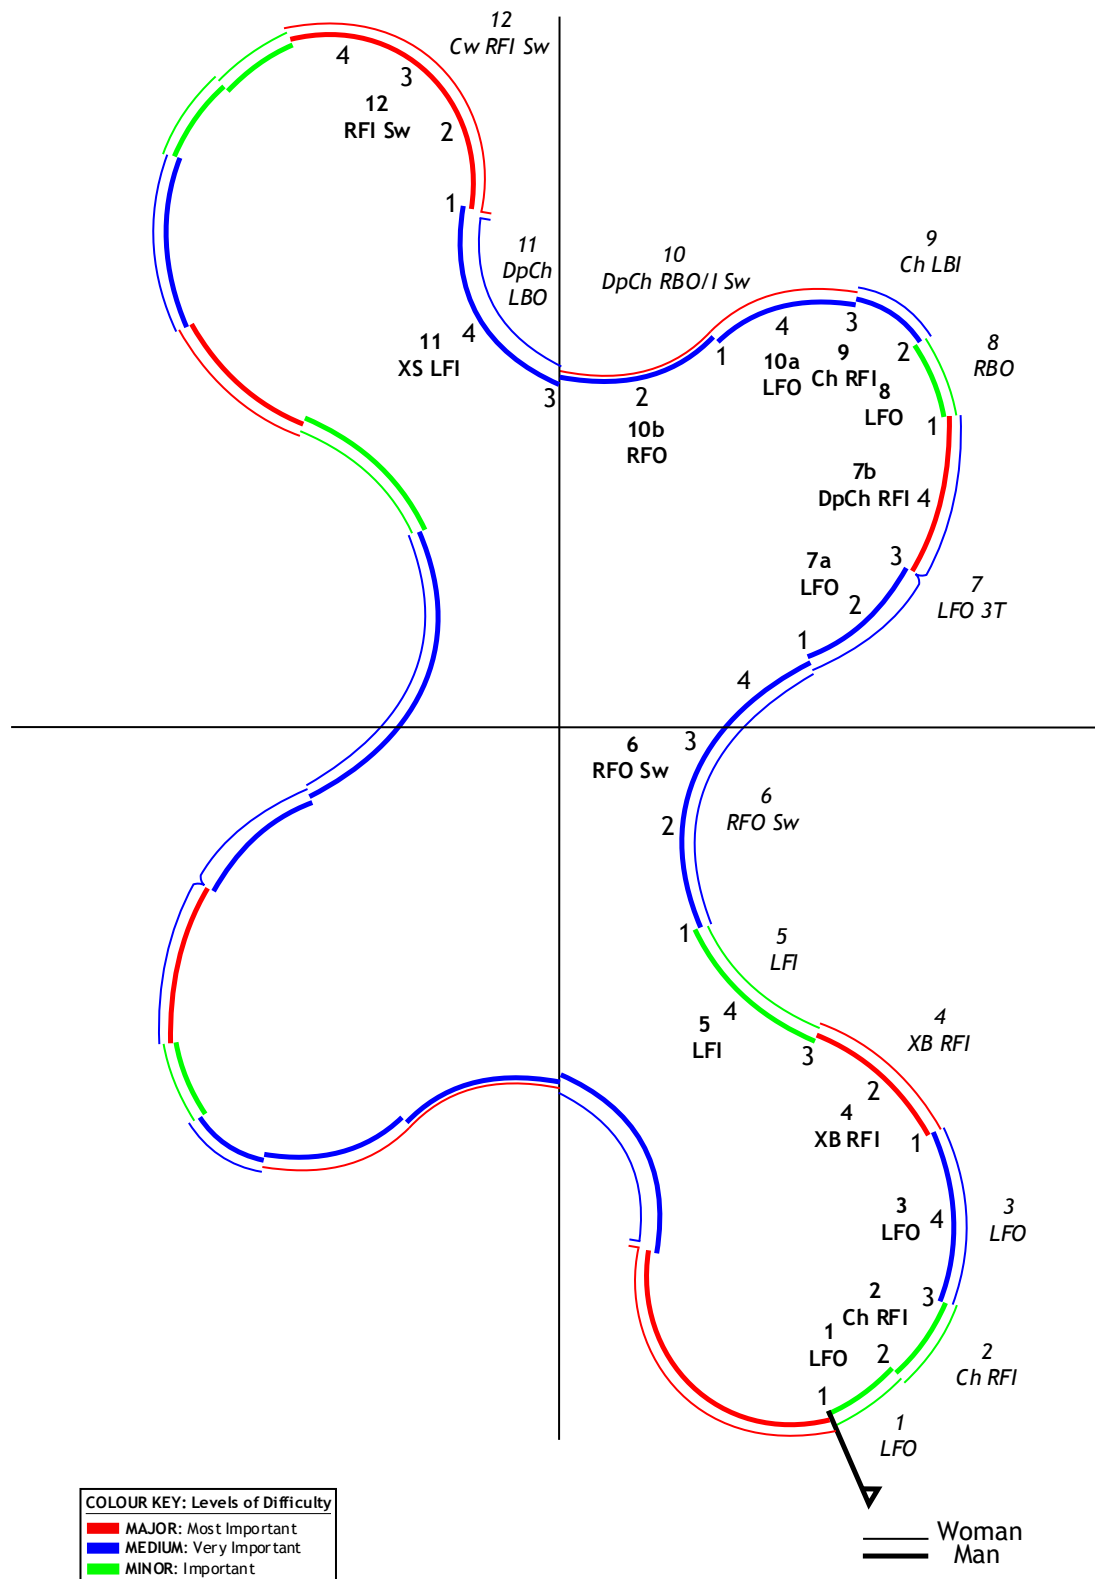 12
Cw RFI Sw
4
3
12
RFI Sw
2
1
11
DpCh
LBO
10
DpCh RBO/I Sw
9
Ch LBI
4
11
XS LFI
3
2
10b
RFO
1
4
10a
LFO
3
9
Ch RFI
2
8
LFO
8
RBO
1
7b
DpCh RFI
4
3
7a
LFO
2
7
LFO 3T
1
4
3
6
RFO Sw
2
6
RFO Sw
1
5
LFI
4
5
LFI
3
4
XB RFI
2
4
XB RFI
1
3
LFO
4
3
LFO
3
2
Ch RFI
1
LFO
2
2
Ch RFI
1
1
LFO
COLOUR KEY: Levels of Difficulty
MAJOR: Most Important
MEDIUM: Very Important
MINOR: Important
Woman
Man